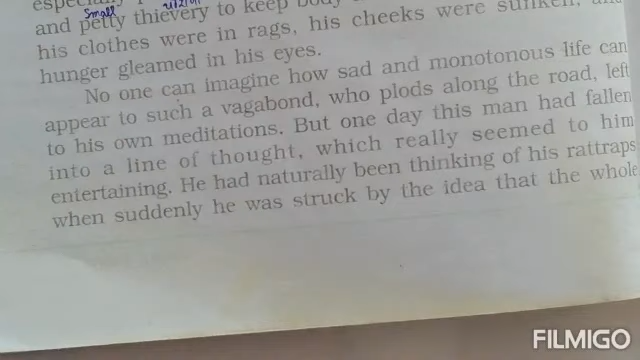 Small
and petty thievery to keep body
his clothes were in rags, his cheeks were sunken, and
hunger gleamed in his eyes.
No one can imagine how sad and monotonous life can
appear to such a vagabond, who plods along the road, left
to his own meditations. But one day this man had fallen
into a line of thought, which really seemed to him
entertaining. He had naturally been thinking of his rattraps
when suddenly he was struck by the idea that the whole
FILMIGO